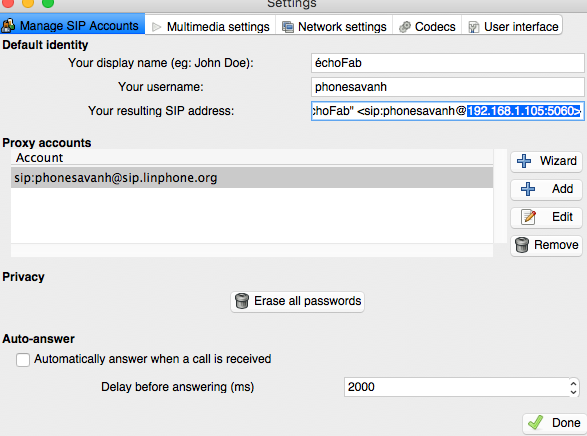 Settings
Manage SIP Accounts Multimedia settings Network settings Codecs User interface
Default identity
Your display name (eg: John Doe): échoFab
Your username: phonesavanh
Your resulting SIP address: choFab" <sip:phonesavanh@192.168.1.105:5060>
Proxy accounts
Account
sip:phonesavanh@sip.linphone.org
Wizard
Add
Edit
Remove
Privacy
Erase all passwords
Auto-answer
Automatically answer when a call is received
Delay before answering (ms) 2000
Done